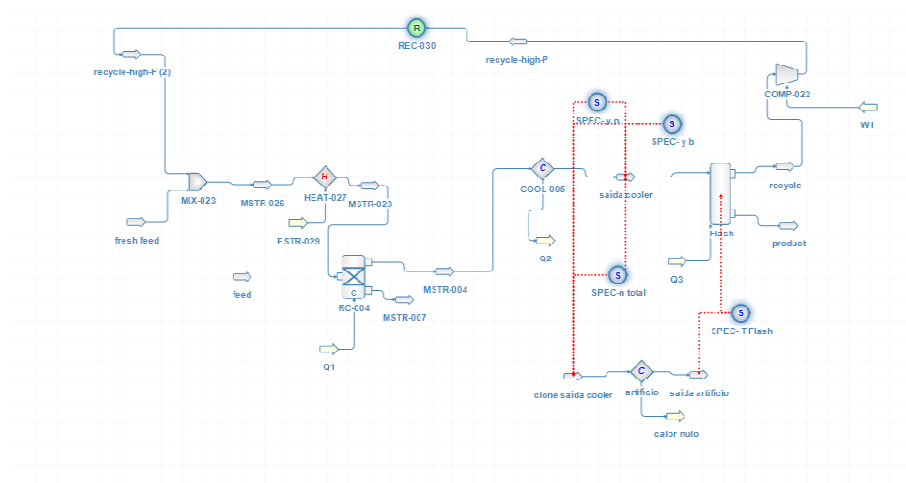 R
REC-030
recycle-high-P (2)
recycle-high-P
COMP-022
S
SPEC- y n
S
SPEC- y b
W1
C
COOL-005
saida cooler
recycle
H
HEAT-027
MIX-023
MSTR-026
MSTR-028
fresh feed
ESTR-029
Flash
product
Q2
Q3
feed
C
RC-004
MSTR-004
MSTR-007
S
SPEC-n total
S
SPEC- T Flash
Q1
C
clone saida cooler
artificio
saida artificio
calor nulo